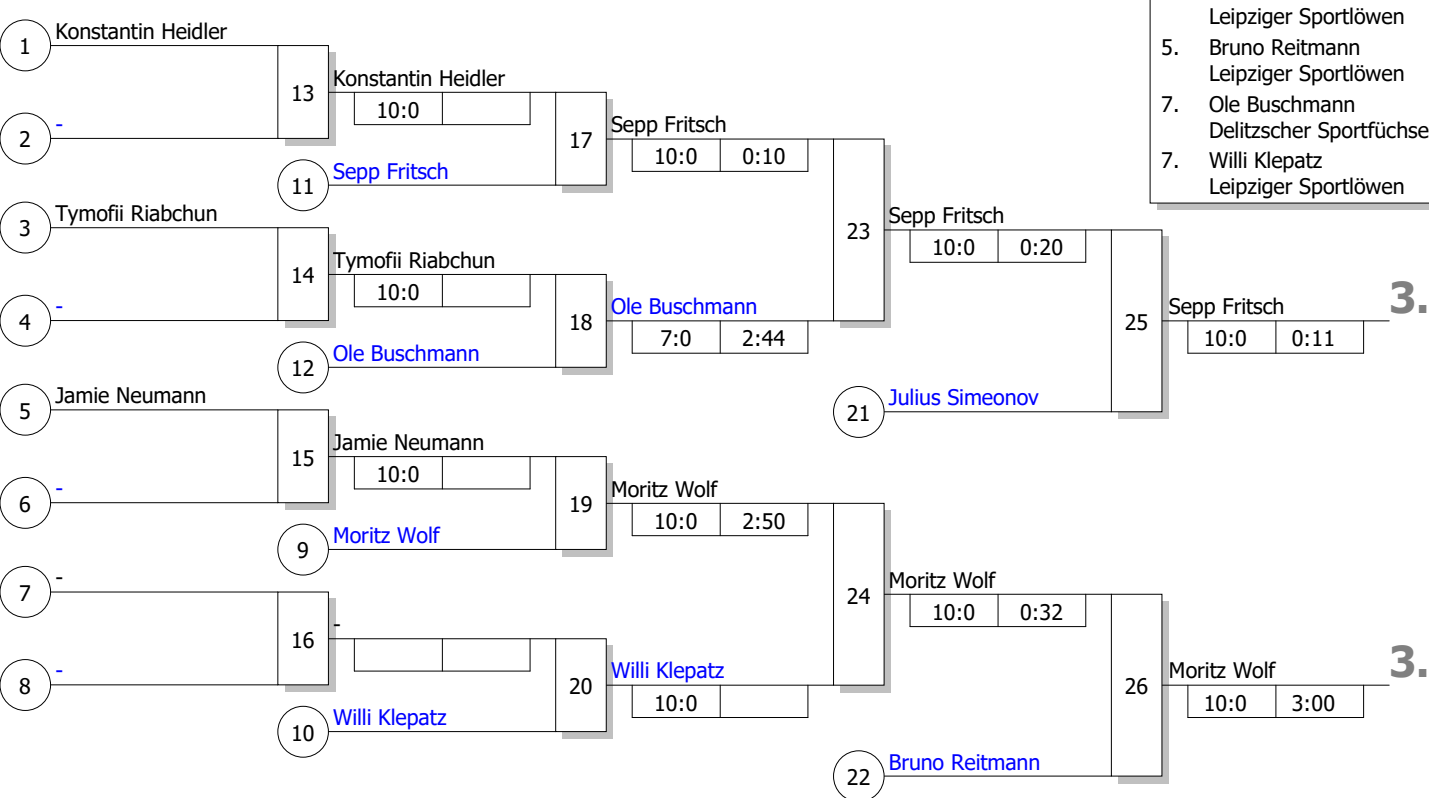 Leipziger Sportlöwen
5. Bruno Reitmann
Leipziger Sportlöwen
7. Ole Buschmann
Delitzscher Sportfüchse
7. Willi Klepatz
Leipziger Sportlöwen
1 Konstantin Heidler
2 -
13 Konstantin Heidler
10:0
11 Sepp Fritsch
17 Sepp Fritsch
10:0 0:10
3 Tymofii Riabchun
4 -
14 Tymofii Riabchun
10:0
12 Ole Buschmann
18 Ole Buschmann
7:0 2:44
23 Sepp Fritsch
10:0 0:20
21 Julius Simeonov
25 Sepp Fritsch 3.
10:0 0:11
5 Jamie Neumann
6 -
15 Jamie Neumann
10:0
9 Moritz Wolf
19 Moritz Wolf
10:0 2:50
7 -
8 -
16 -
10 Willi Klepatz
20 Willi Klepatz
10:0
24 Moritz Wolf
10:0 0:32
22 Bruno Reitmann
26 Moritz Wolf 3.
10:0 3:00